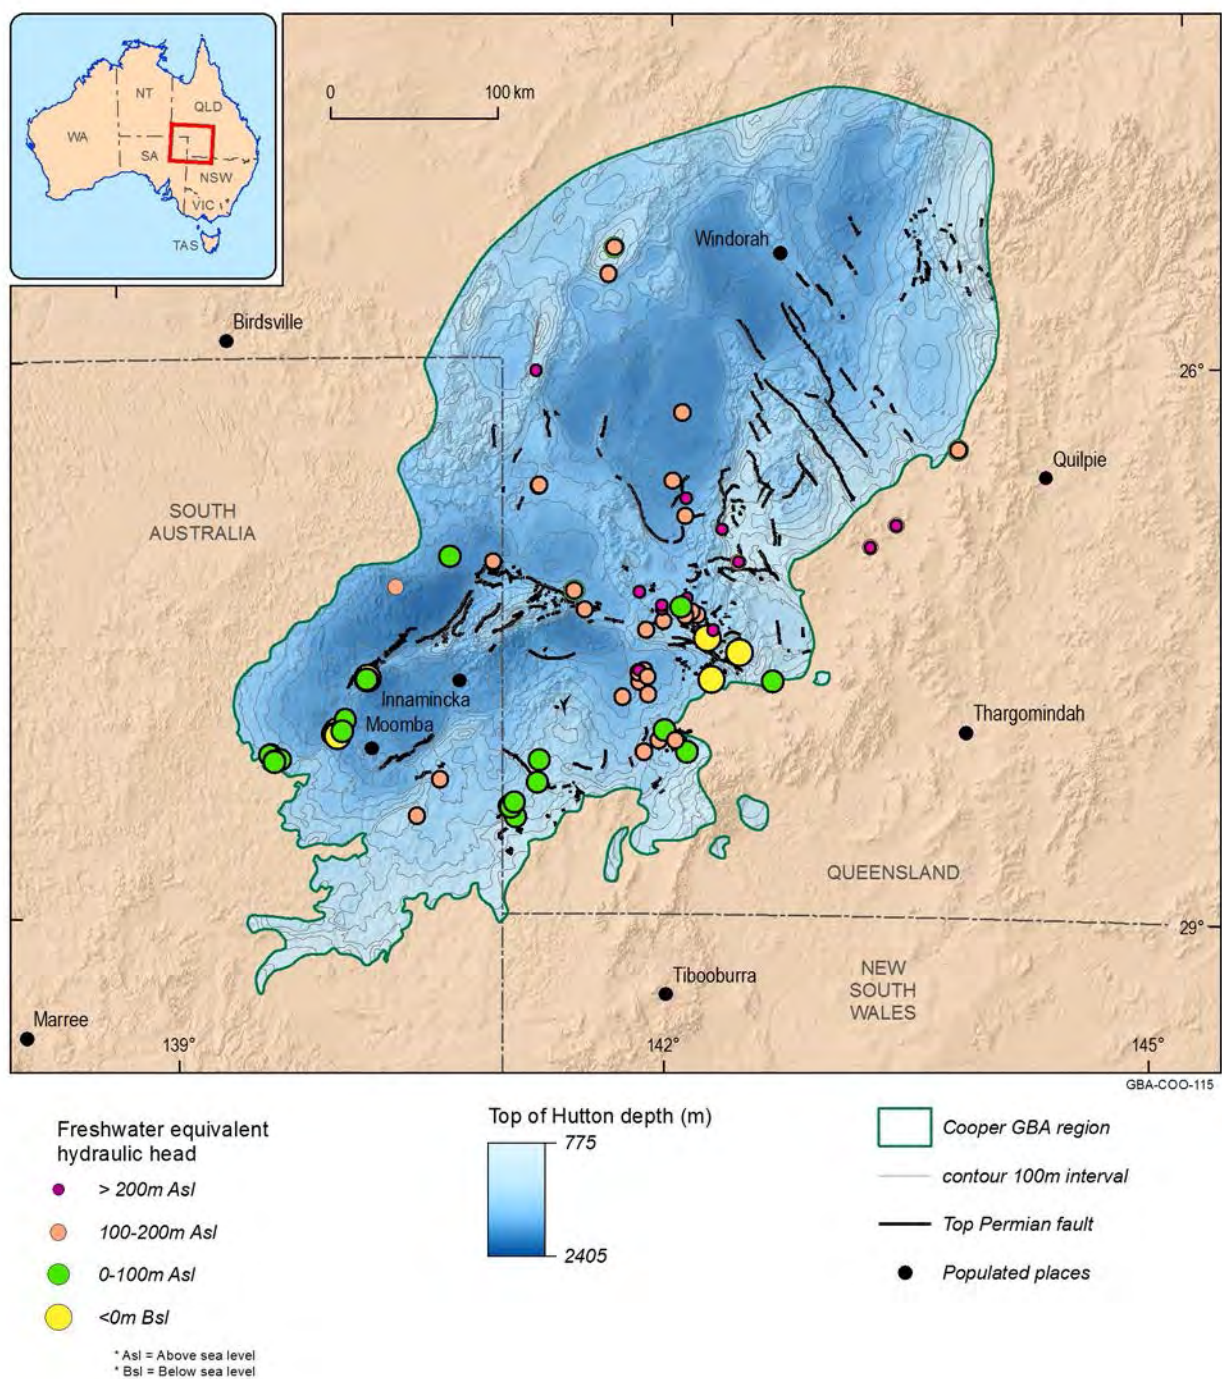 NT
QLD
WA
SA
NSW
VIC
TAS
0 100 km
Windorah
Birdsville
26°
Quilpie
SOUTH
AUSTRALIA
Innamincka
Moomba
Thargomindah
QUEENSLAND
29°
Tibooburra
NEW
SOUTH
WALES
Marree
139° 142° 145°
GBA-COO-115
Freshwater equivalent
hydraulic head
> 200m Asl
100-200m Asl
0-100m Asl
<0m Bsl
* Asl = Above sea level
* Bsl = Below sea level
Top of Hutton depth (m)
775
2405
Cooper GBA region
contour 100m interval
Top Permian fault
Populated places